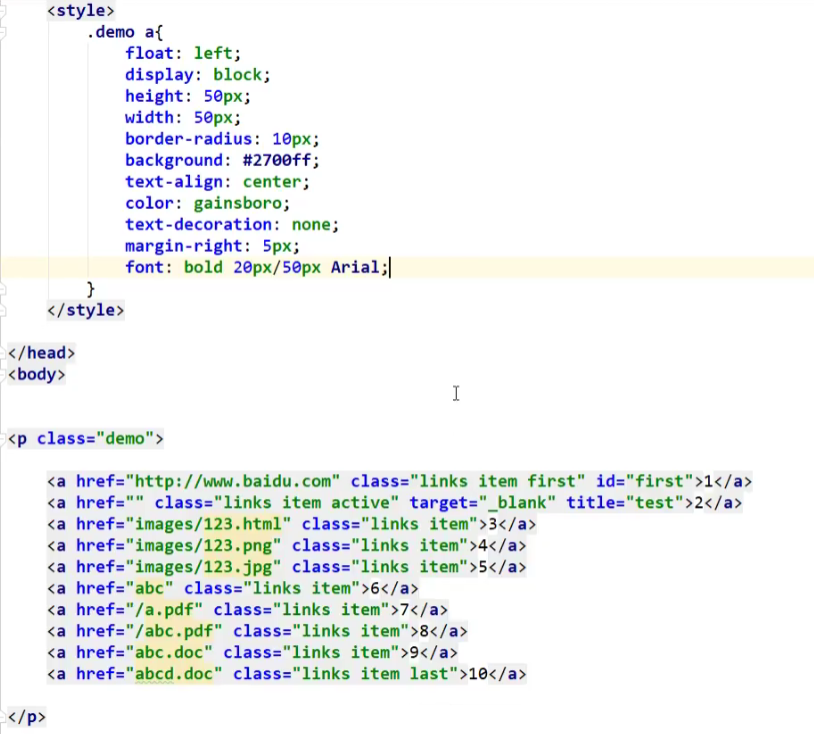 <style>
.demo a{
float: left;
display: block;
height: 50px;
width: 50px;
border-radius: 10px;
background: #2700ff;
text-align: center;
color: gainsboro;
text-decoration: none;
margin-right: 5px;
font: bold 20px/50px Arial;
}
</style>
</head>
<body>
<p class="demo">
<a href="http://www.baidu.com" class="links item first" id="first">1</a>
<a href="" class="links item active" target="_blank" title="test">2</a>
<a href="images/123.html" class="links item">3</a>
<a href="images/123.png" class="links item">4</a>
<a href="images/123.jpg" class="links item">5</a>
<a href="abc" class="links item">6</a>
<a href="/a.pdf" class="links item">7</a>
<a href="/abc.pdf" class="links item">8</a>
<a href="abc.doc" class="links item">9</a>
<a href="abcd.doc" class="links item last">10</a>
</p>